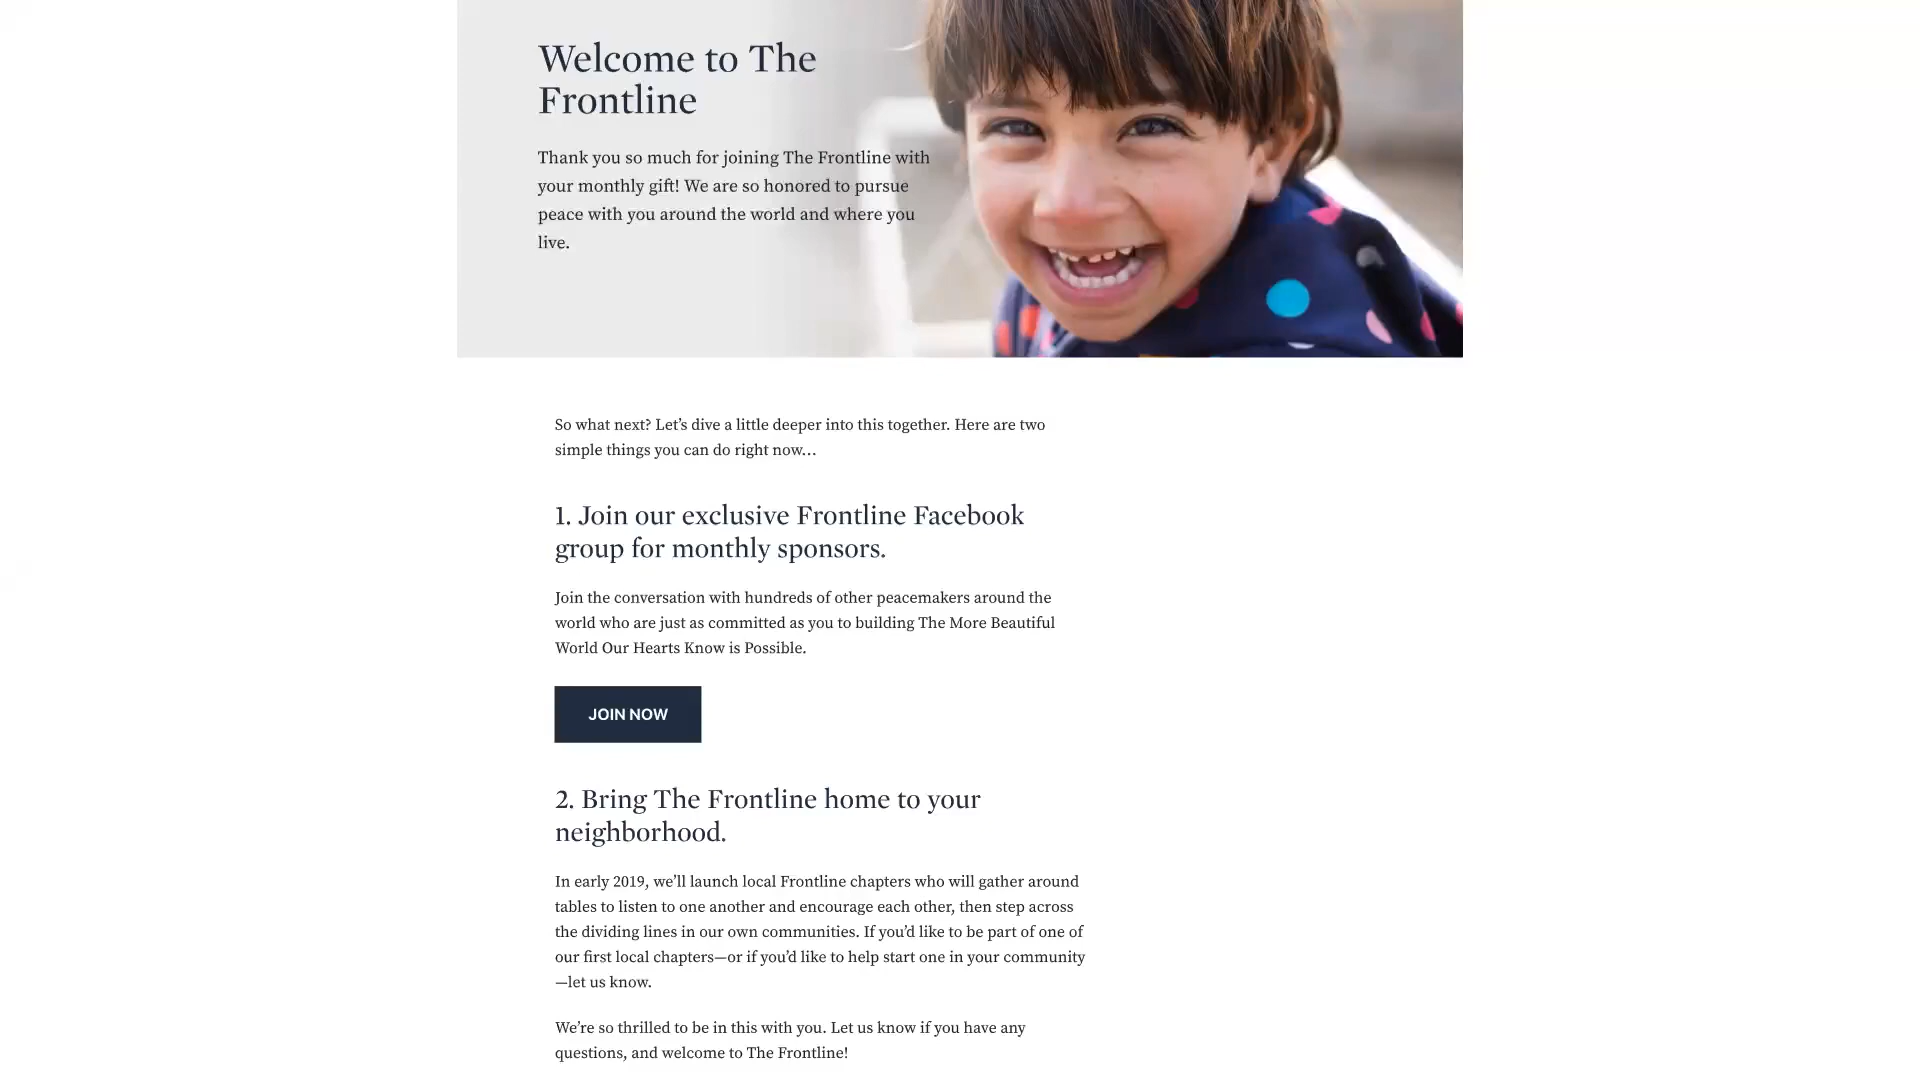 Welcome to The
Frontline
Thank you so much for joining The Frontline with
your monthly gift! We are so honored to pursue
peace with you around the world and where you
live.
So what next? Let’s dive a little deeper into this together. Here are two
simple things you can do right now…
1. Join our exclusive Frontline Facebook
group for monthly sponsors.
Join the conversation with hundreds of other peacemakers around the
world who are just as committed as you to building The More Beautiful
World Our Hearts Know is Possible.
JOIN NOW
2. Bring The Frontline home to your
neighborhood.
In early 2019, we’ll launch local Frontline chapters who will gather around
tables to listen to one another and encourage each other, then step across
the dividing lines in our own communities. If you’d like to be part of one of
our first local chapters—or if you’d like to help start one in your community
—let us know.
We’re so thrilled to be in this with you. Let us know if you have any
questions, and welcome to The Frontline!